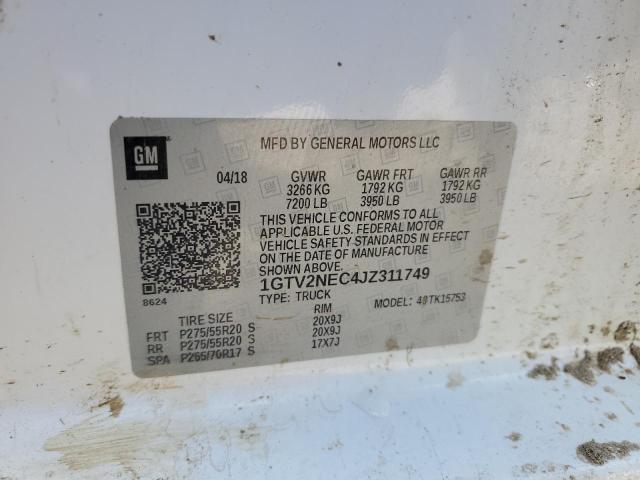 GM
MFD BY GENERAL MOTORS LLC
04/18 GVWR GAWR FRT GAWR RR
3266 KG 1792 KG 1792 KG
7200 LB 3950 LB 3950 LB
THIS VEHICLE CONFORMS TO ALL
APPLICABLE U.S. FEDERAL MOTOR
VEHICLE SAFETY STANDARDS IN EFFECT
ON THE DATE OF MANUFACTURE
SHOWN ABOVE.
1GTV2NEC4JZ311749
8624
TYPE: TRUCK MODEL: 48TK15753
TIRE SIZE RIM
FRT P275/55R20 S 20X9J
RR P275/55R20 S 20X9J
SPA P265/70R17 S 17X7J